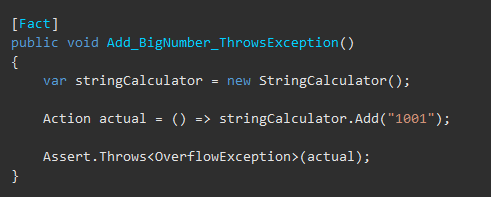 [Fact]
public void Add_BigNumber_ThrowsException()
{
    var stringCalculator = new StringCalculator();
    Action actual = () => stringCalculator.Add("1001");
    Assert.Throws<OverflowException>(actual);
}